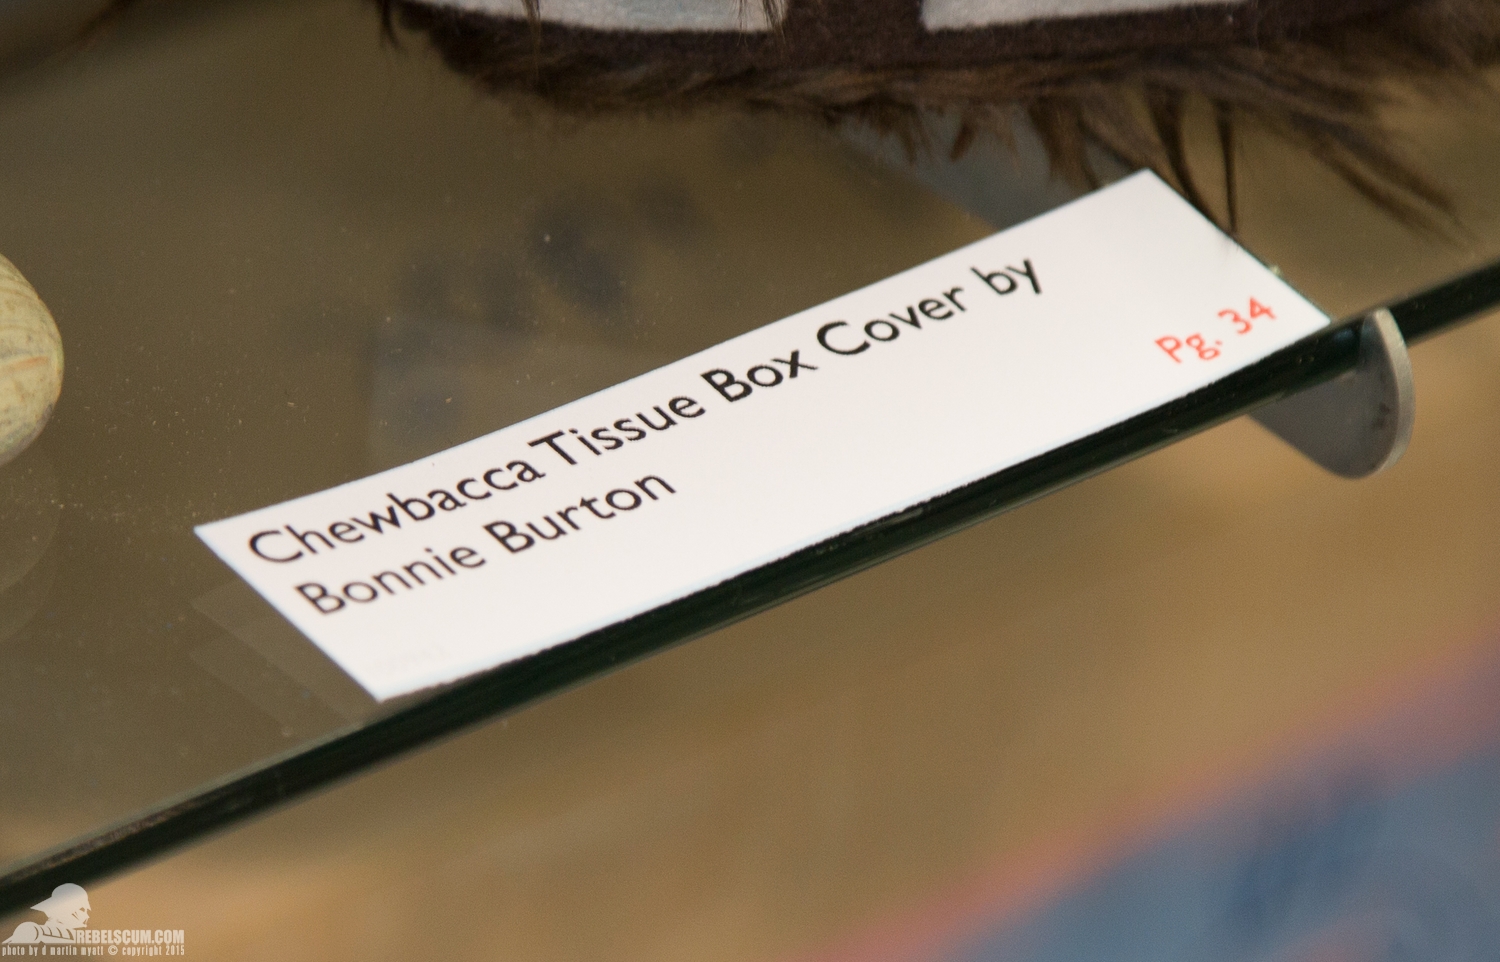 Chewbacca Tissue Box Cover by
Bonnie Burton
Pg. 34
REBELSCUM.COM
photo by d martin myatt © copyright 2015